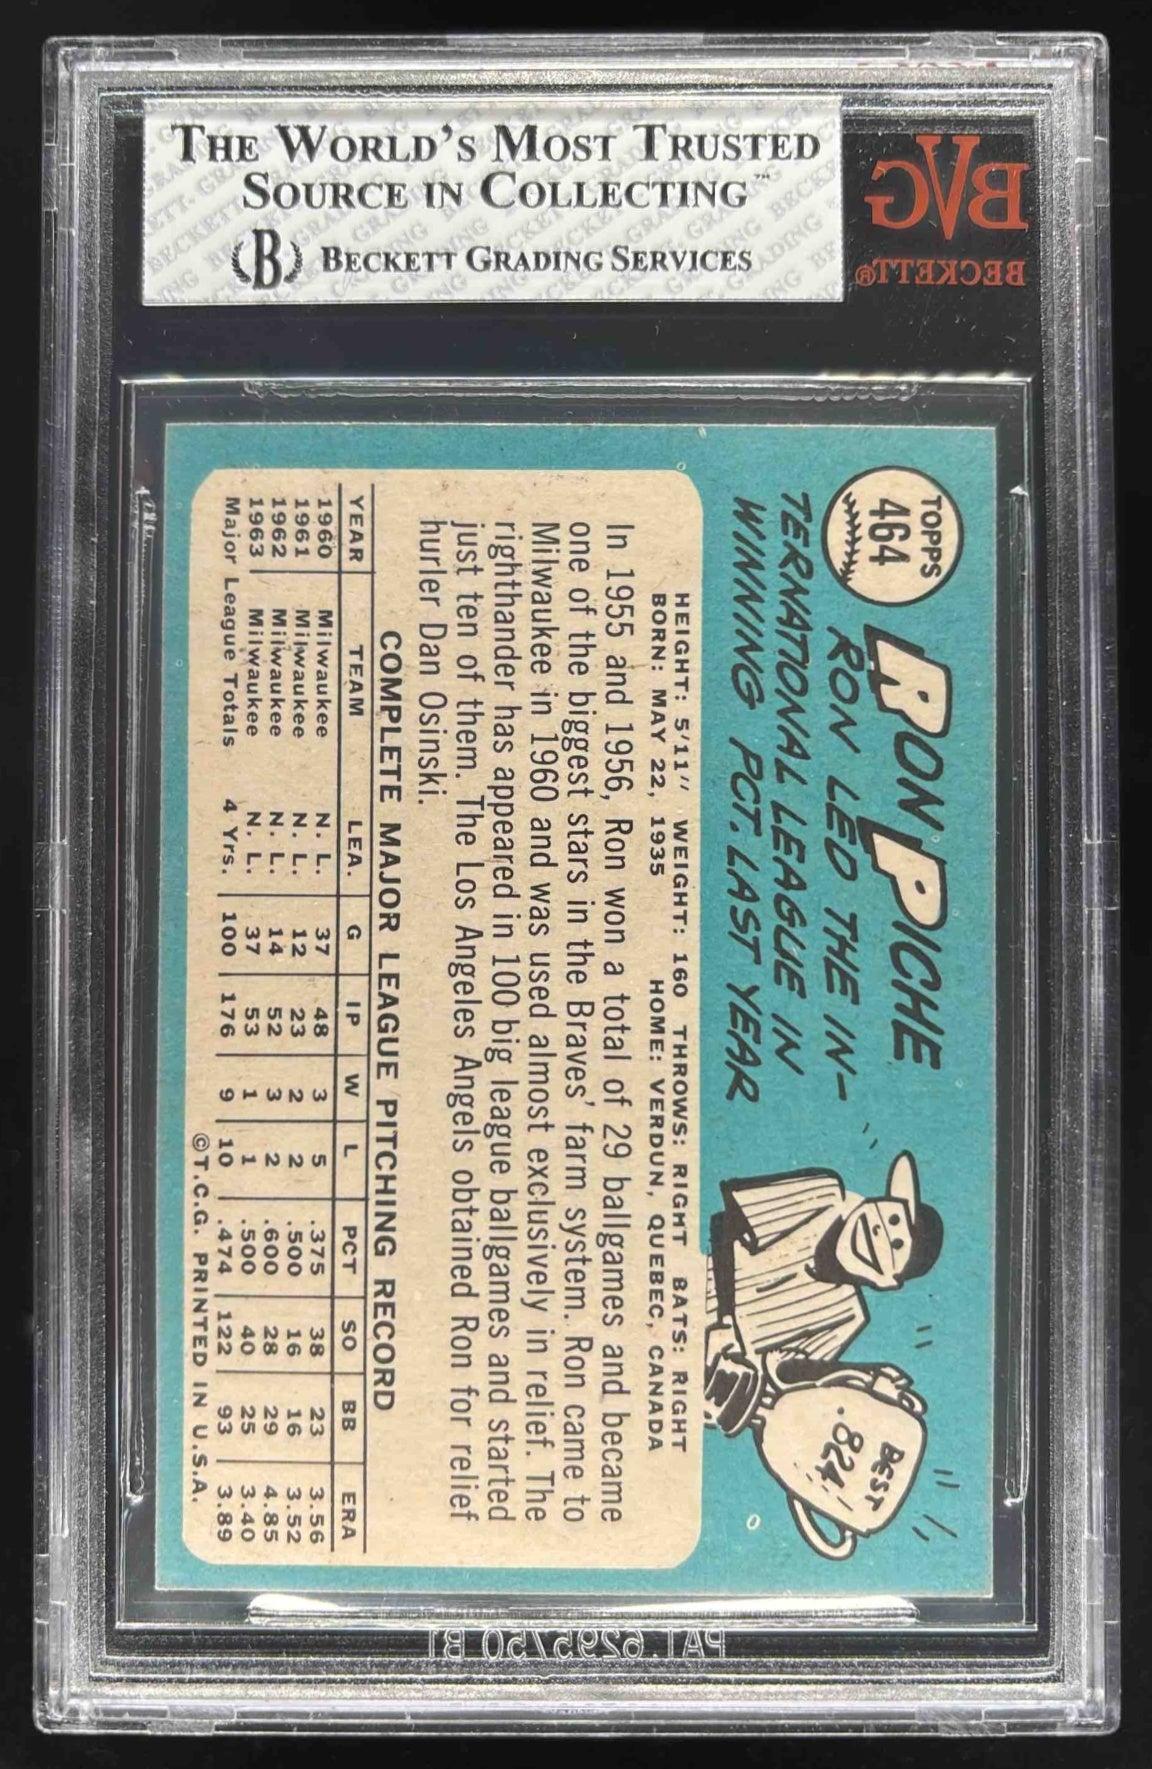 THE WORLD'S MOST TRUSTED
SOURCE IN COLLECTING™
B BECKETT GRADING SERVICES
BVG
BECKETT®
TOPPS
464
RON PICHE
RON LED THE IN-
TERNATIONAL LEAGUE IN
WINNING PCT. LAST YEAR
BEST
.824
HEIGHT: 5'11" WEIGHT: 160 THROWS: RIGHT BATS: RIGHT
BORN: MAY 22, 1935 HOME: VERDUN, QUEBEC, CANADA
In 1955 and 1956, Ron won a total of 29 ballgames and became
one of the biggest stars in the Braves' farm system. Ron came to
Milwaukee in 1960 and was used almost exclusively in relief. The
righthander has appeared in 100 big league ballgames and started
just ten of them. The Los Angeles Angels obtained Ron for relief
hurler Dan Osinski.
COMPLETE MAJOR LEAGUE PITCHING RECORD
YEAR TEAM LEA. G IP W L PCT SO BB ERA
1960 Milwaukee N. L. 37 48 3 5 .375 38 23 3.56
1961 Milwaukee N. L. 12 23 2 2 .500 16 16 3.52
1962 Milwaukee N. L. 14 52 3 2 .600 28 29 4.85
1963 Milwaukee N. L. 37 53 1 1 .500 40 25 3.40
Major League Totals 4 Yrs. 100 176 9 10 .474 122 93 3.89
©T.C.G. PRINTED IN U.S.A.
PAT.6295750 B1